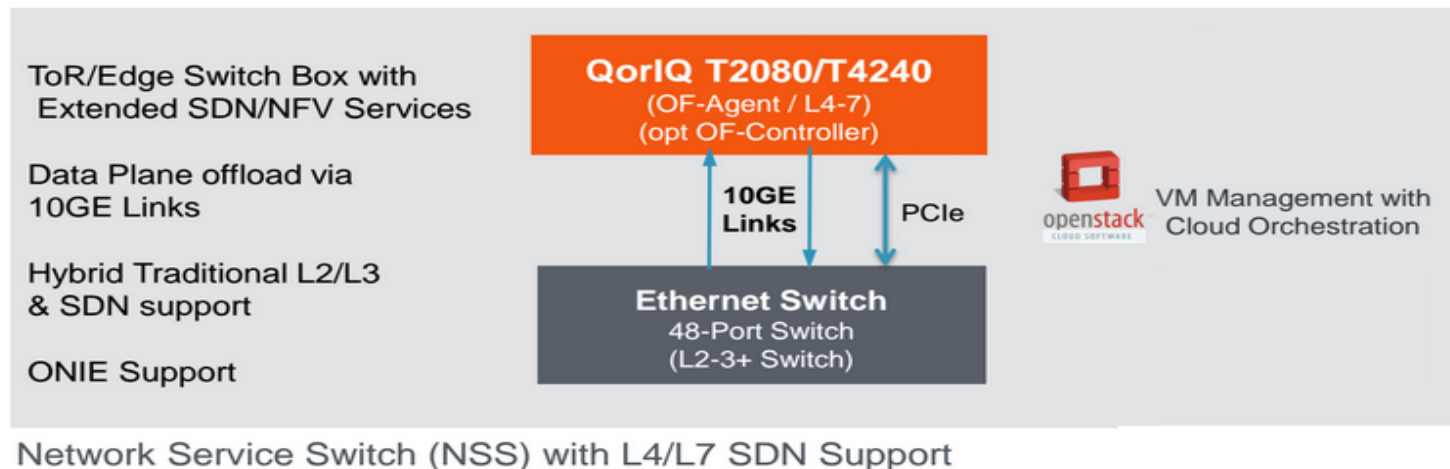 ToR/Edge Switch Box with
Extended SDN/NFV Services
Data Plane offload via
10GE Links
Hybrid Traditional L2/L3
& SDN support
ONIE Support
QorIQ T2080/T4240
(OF-Agent / L4-7)
(opt OF-Controller)
10GE
Links
PCIe
Ethernet Switch
48-Port Switch
(L2-3+ Switch)
openstack
CLOUD SOFTWARE
VM Management with
Cloud Orchestration
Network Service Switch (NSS) with L4/L7 SDN Support